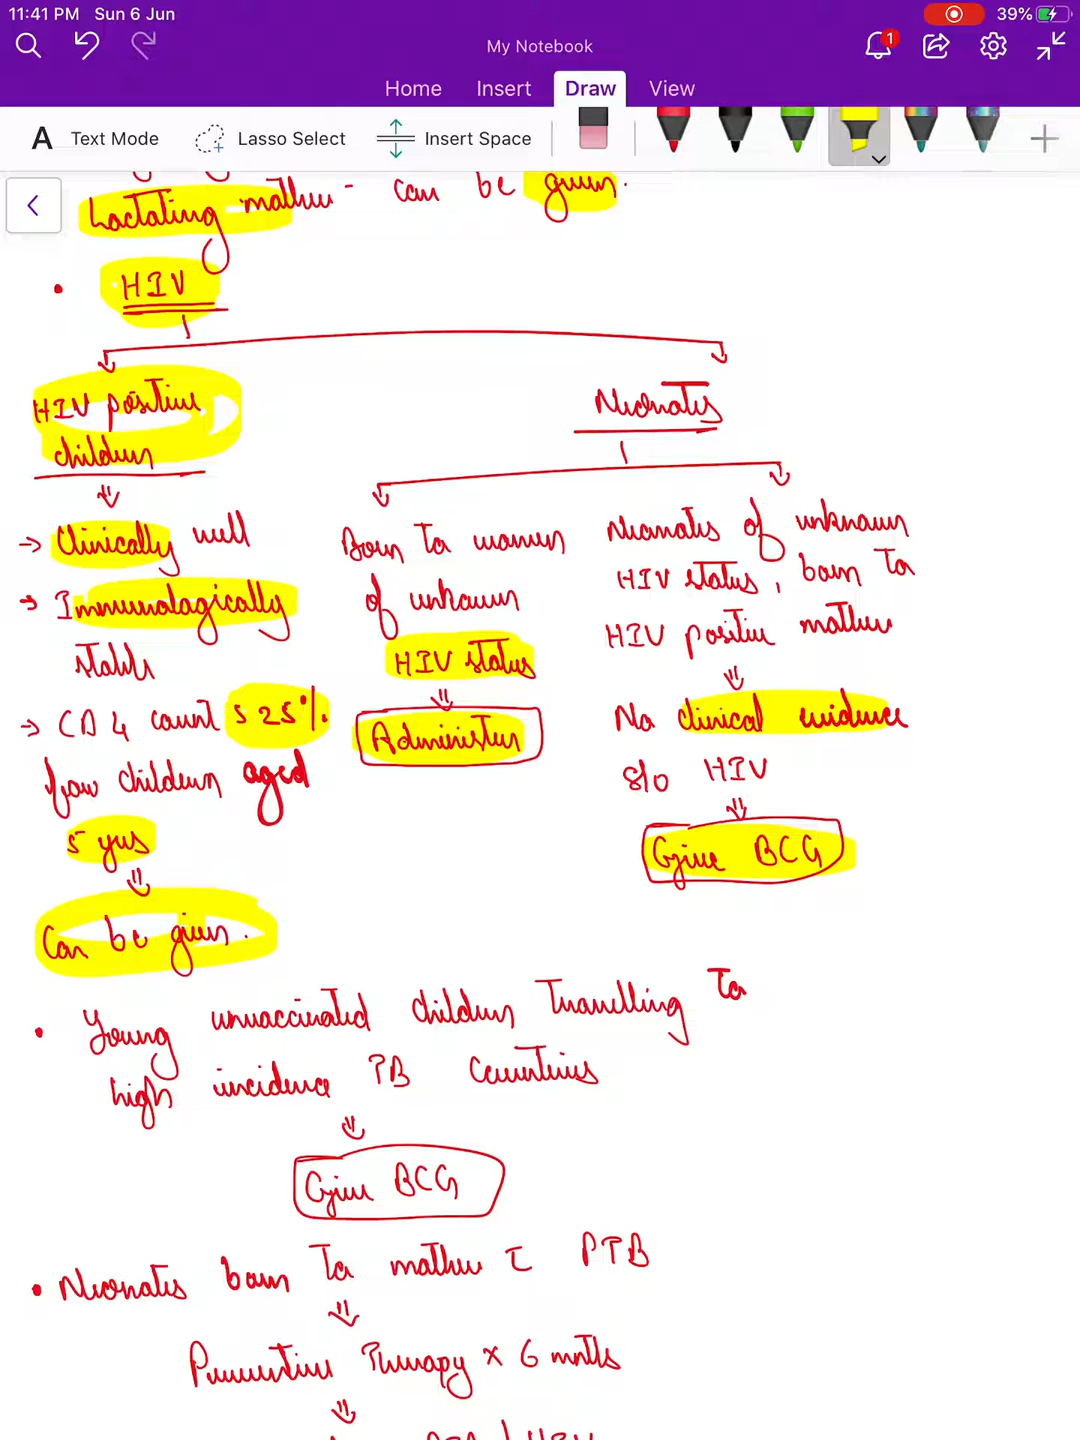 11:41 PM Sun 6 Jun
39%
My Notebook
1
Home Insert Draw View
A Text Mode Lasso Select Insert Space
Lactating mother - can be given.
• HIV
HIV positive children
Neonates
→ Clinically well
→ Immunologically stable
→ CD4 count
25%
for children aged
5 yrs
Can be given.
Born to women
of unknown
HIV status
Administer
Neonates of unknown
HIV status, born to
HIV positive mother
No clinical evidence
s/o HIV
Give BCG
• Young unvaccinated children travelling to
high incidence TB countries
Give BCG
• Neonates born to mother c PTB
Preventive Therapy x 6 mnths